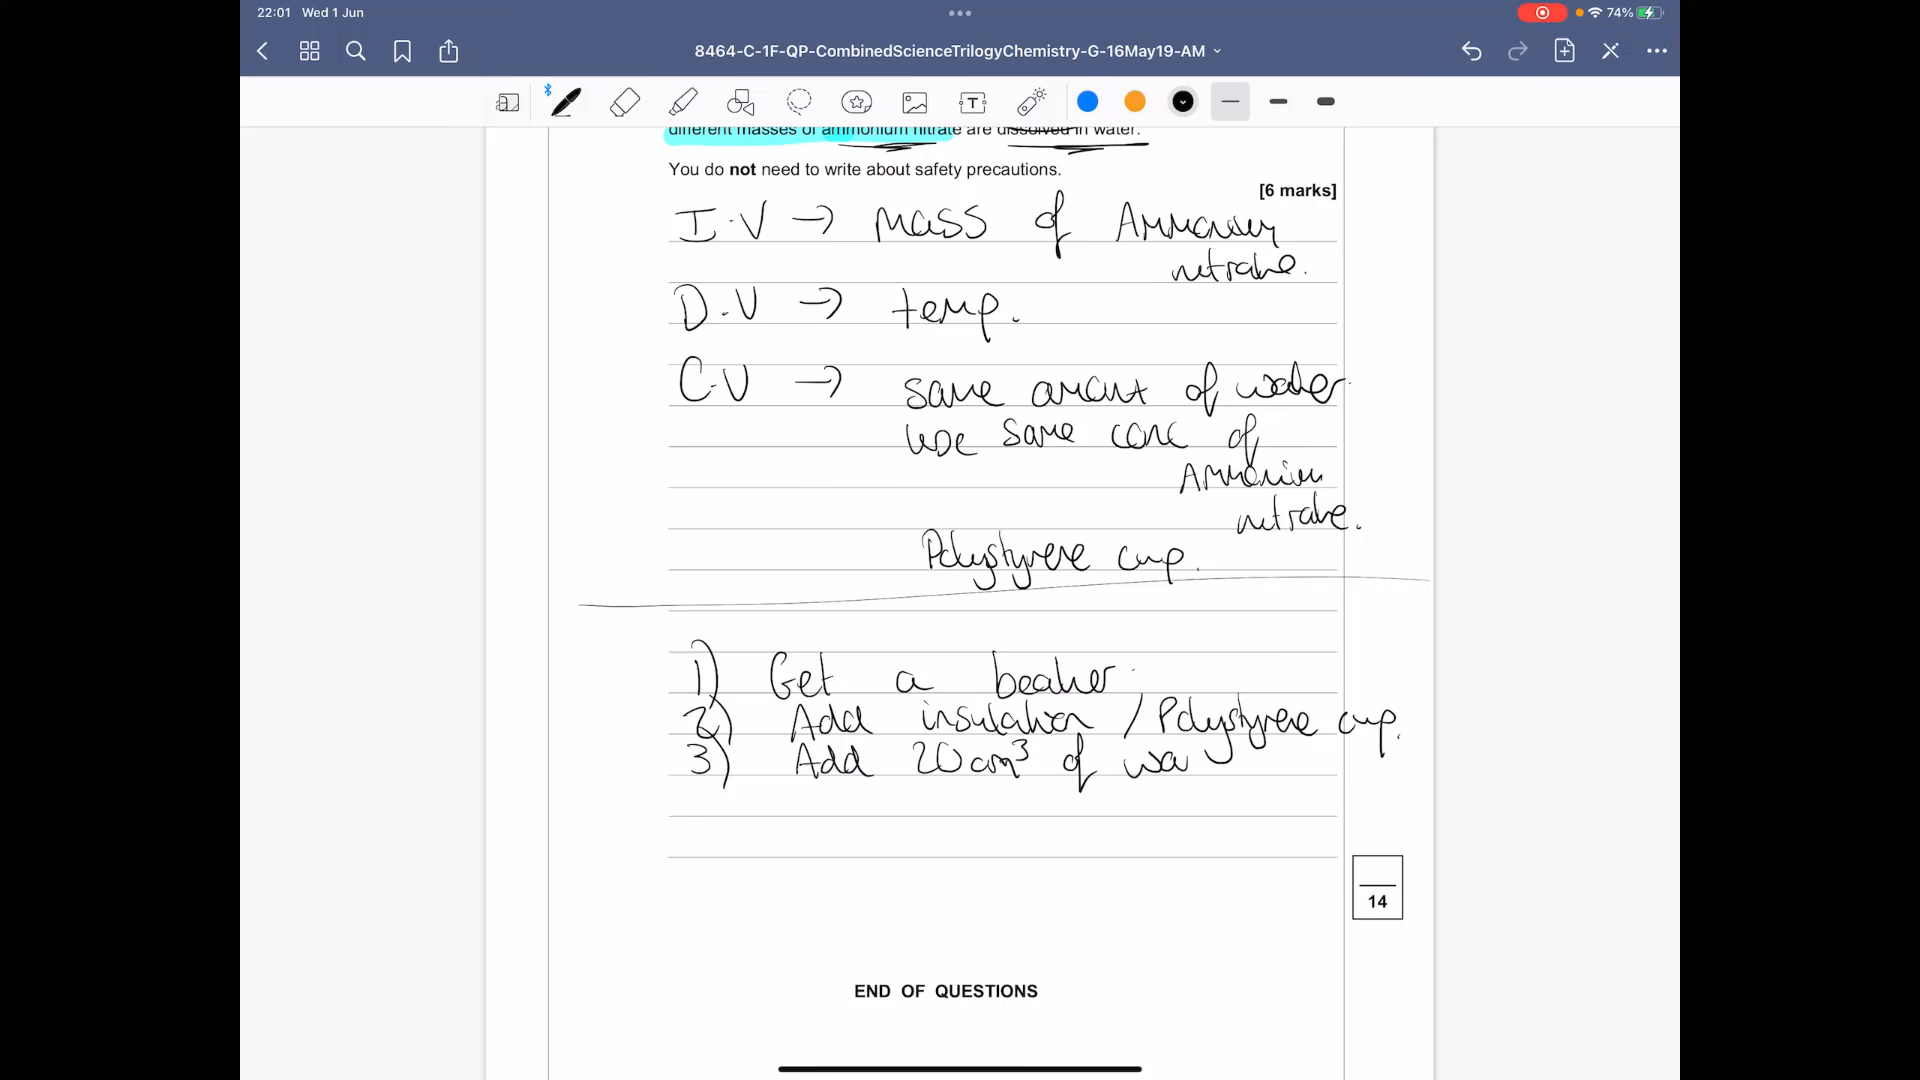 22:01 Wed 1 Jun
74%
8464-C-1F-QP-CombinedScienceTrilogyChemistry-G-16May19-AM
different masses of ammonium nitrate are dissolved in water.
You do not need to write about safety precautions.
[6 marks]
I.V → mass of Ammonium
nitrate.
D.V → temp.
C.V → same amount of water
use same conc of
Ammonium
nitrate.
Polystyrene cup.
1) Get a beaker.
2) Add insulation / Polystyrene cup.
3) Add 20cm³ of wa
14
END OF QUESTIONS